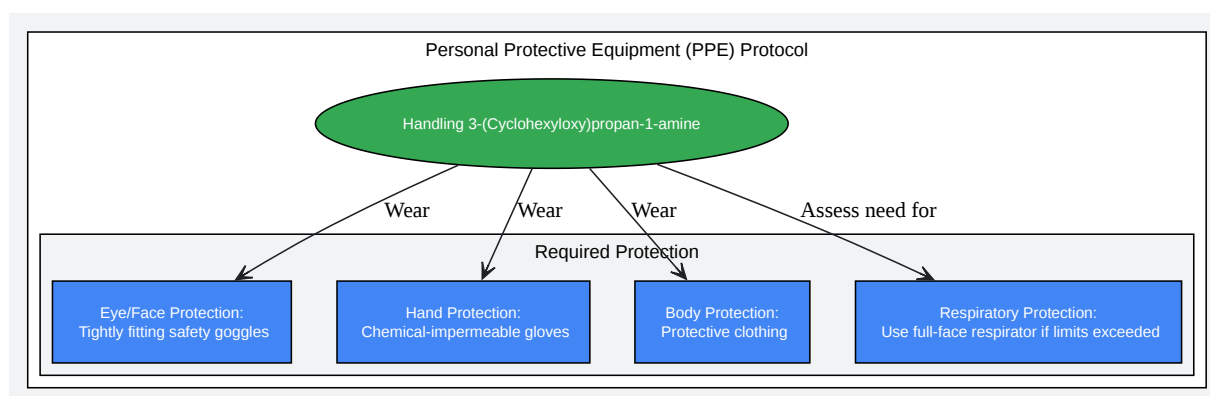 Personal Protective Equipment (PPE) Protocol
Handling 3-(Cyclohexyloxy)propan-1-amine
Wear
Wear
Wear
Assess need for
Required Protection
Eye/Face Protection:
Tightly fitting safety goggles
Hand Protection:
Chemical-impermeable gloves
Body Protection:
Protective clothing
Respiratory Protection:
Use full-face respirator if limits exceeded